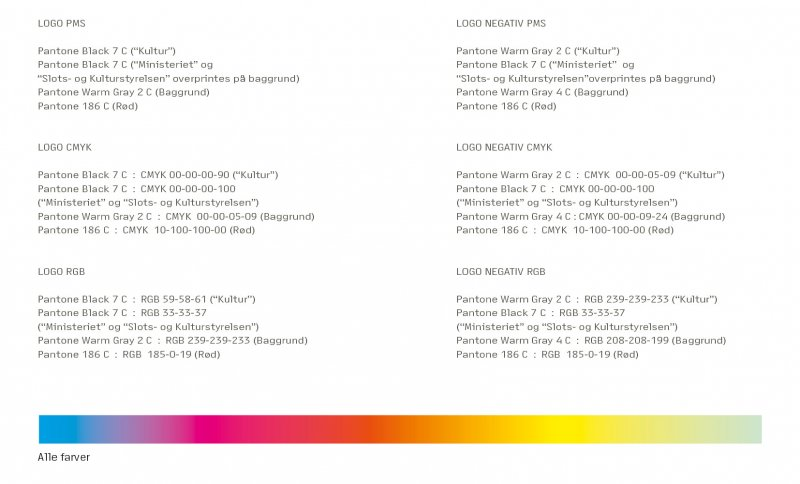 LOGO PMS
Pantone Black 7 C (“Kultur”)
Pantone Black 7 C (“Ministeriet” og
“Slots- og Kulturstyrelsen” overprintes på baggrund)
Pantone Warm Gray 2 C (Baggrund)
Pantone 186 C (Rød)
LOGO CMYK
Pantone Black 7 C : CMYK 00-00-00-90 (“Kultur”)
Pantone Black 7 C : CMYK 00-00-00-100
(“Ministeriet” og “Slots- og Kulturstyrelsen”)
Pantone Warm Gray 2 C : CMYK 00-00-05-09 (Baggrund)
Pantone 186 C : CMYK 10-100-100-00 (Rød)
LOGO RGB
Pantone Black 7 C : RGB 59-58-61 (“Kultur”)
Pantone Black 7 C : RGB 33-33-37
(“Ministeriet” og “Slots- og Kulturstyrelsen”)
Pantone Warm Gray 2 C : RGB 239-239-233 (Baggrund)
Pantone 186 C : RGB 185-0-19 (Rød)
LOGO NEGATIV PMS
Pantone Warm Gray 2 C (“Kultur”)
Pantone Black 7 C (“Ministeriet” og
“Slots- og Kulturstyrelsen”overprintes på baggrund)
Pantone Warm Gray 4 C (Baggrund)
Pantone 186 C (Rød)
LOGO NEGATIV CMYK
Pantone Warm Gray 2 C : CMYK 00-00-05-09 (“Kultur”)
Pantone Black 7 C : CMYK 00-00-00-100
(“Ministeriet” og “Slots- og Kulturstyrelsen”)
Pantone Warm Gray 4 C : CMYK 00-00-09-24 (Baggrund)
Pantone 186 C : CMYK 10-100-100-00 (Rød)
LOGO NEGATIV RGB
Pantone Warm Gray 2 C : RGB 239-239-233 (“Kultur”)
Pantone Black 7 C : RGB 33-33-37
(“Ministeriet” og “Slots- og Kulturstyrelsen”)
Pantone Warm Gray 4 C : RGB 208-208-199 (Baggrund)
Pantone 186 C : RGB 185-0-19 (Rød)
Alle farver